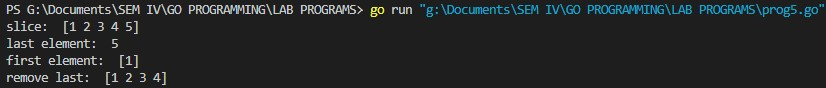 PS G:\Documents\SEM IV\GO PROGRAMMING\LAB PROGRAMS> go run "g:\Documents\SEM IV\GO PROGRAMMING\LAB PROGRAMS\prog5.go"
slice:  [1 2 3 4 5]
last element:  5
first element:  [1]
remove last:  [1 2 3 4]